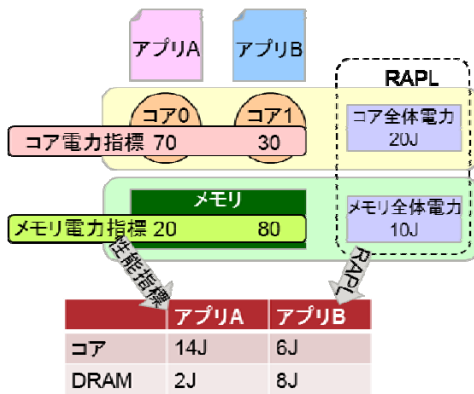 アプリA アプリB
RAPL
コア0 コア1 コア全体電力
コア電力指標 70 30 20J
メモリ メモリ全体電力
メモリ電力指標 20 80 10J
性能指標 RAPL
アプリA アプリB
コア 14J 6J
DRAM 2J 8J